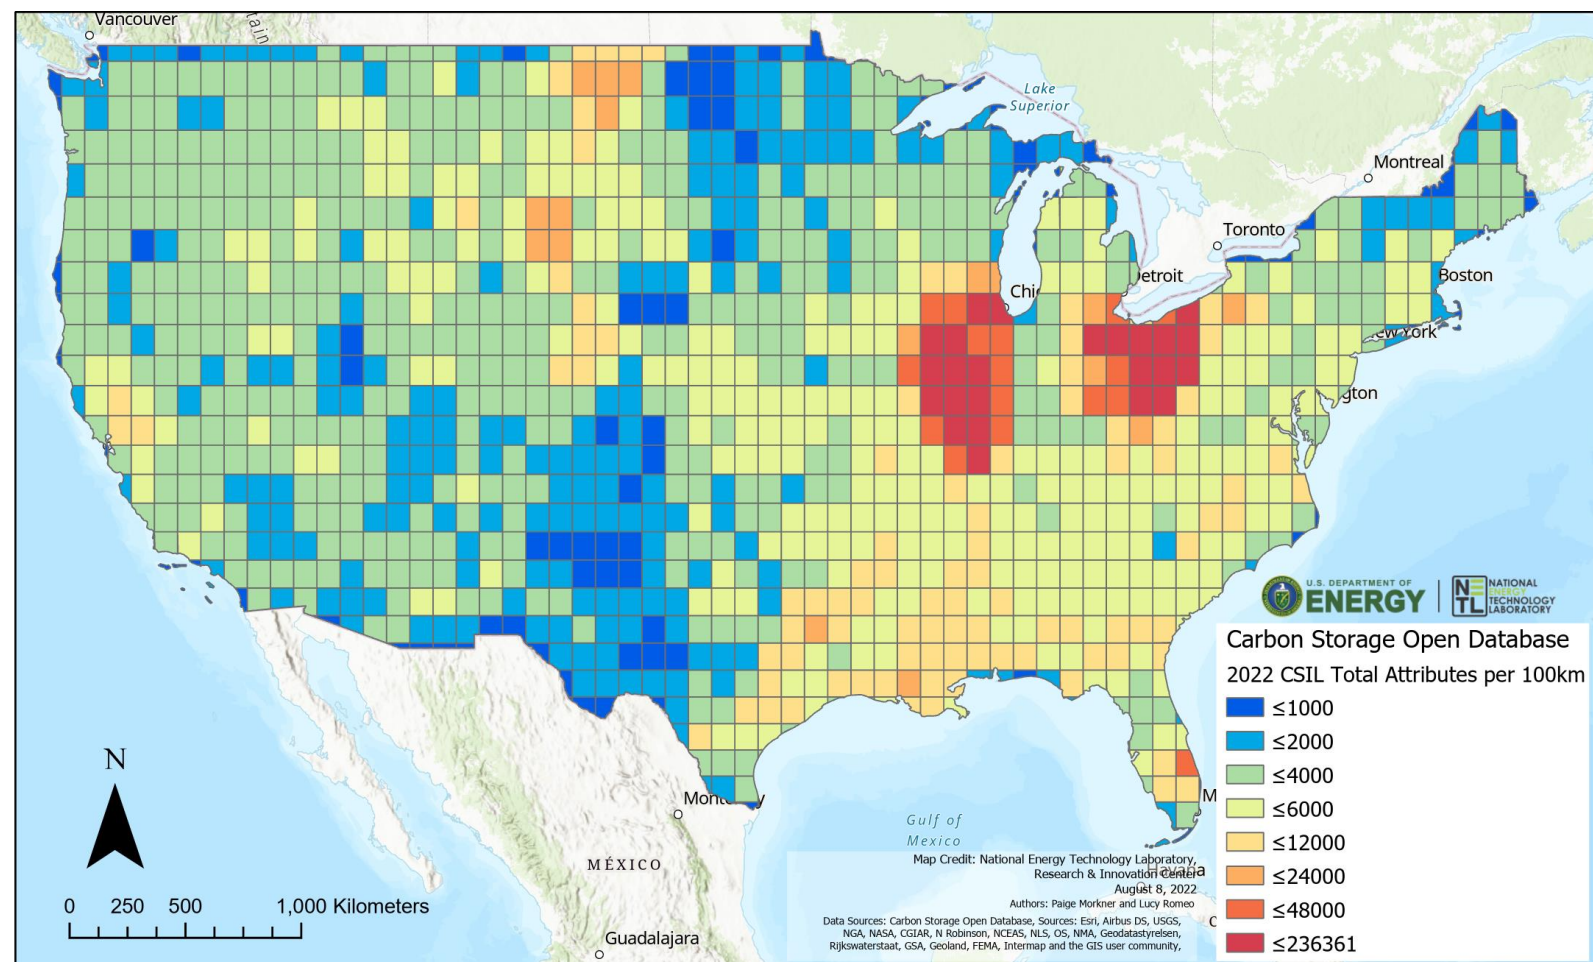 Vancouver
tain
Lake
Superior
Montreal
Toronto
Detroit
Boston
Chi
New York
gton
U.S. DEPARTMENT OF
ENERGY
NETL
NATIONAL
ENERGY
TECHNOLOGY
LABORATORY
Carbon Storage Open Database
2022 CSIL Total Attributes per 100km
≤1000
≤2000
≤4000
≤6000
≤12000
≤24000
≤48000
≤236361
N
0 250 500 1,000 Kilometers
MÉXICO
Guadalajara
Gulf of
Mexico
M
Havana
Map Credit: National Energy Technology Laboratory,
Research & Innovation Center
August 8, 2022
Authors: Paige Morkner and Lucy Romeo
Data Sources: Carbon Storage Open Database, Sources: Esri, Airbus DS, USGS,
NGA, NASA, CGIAR, N Robinson, NCEAS, NLS, OS, NMA, Geodatastyrelsen,
Rijkswaterstaat, GSA, Geoland, FEMA, Intermap and the GIS user community,